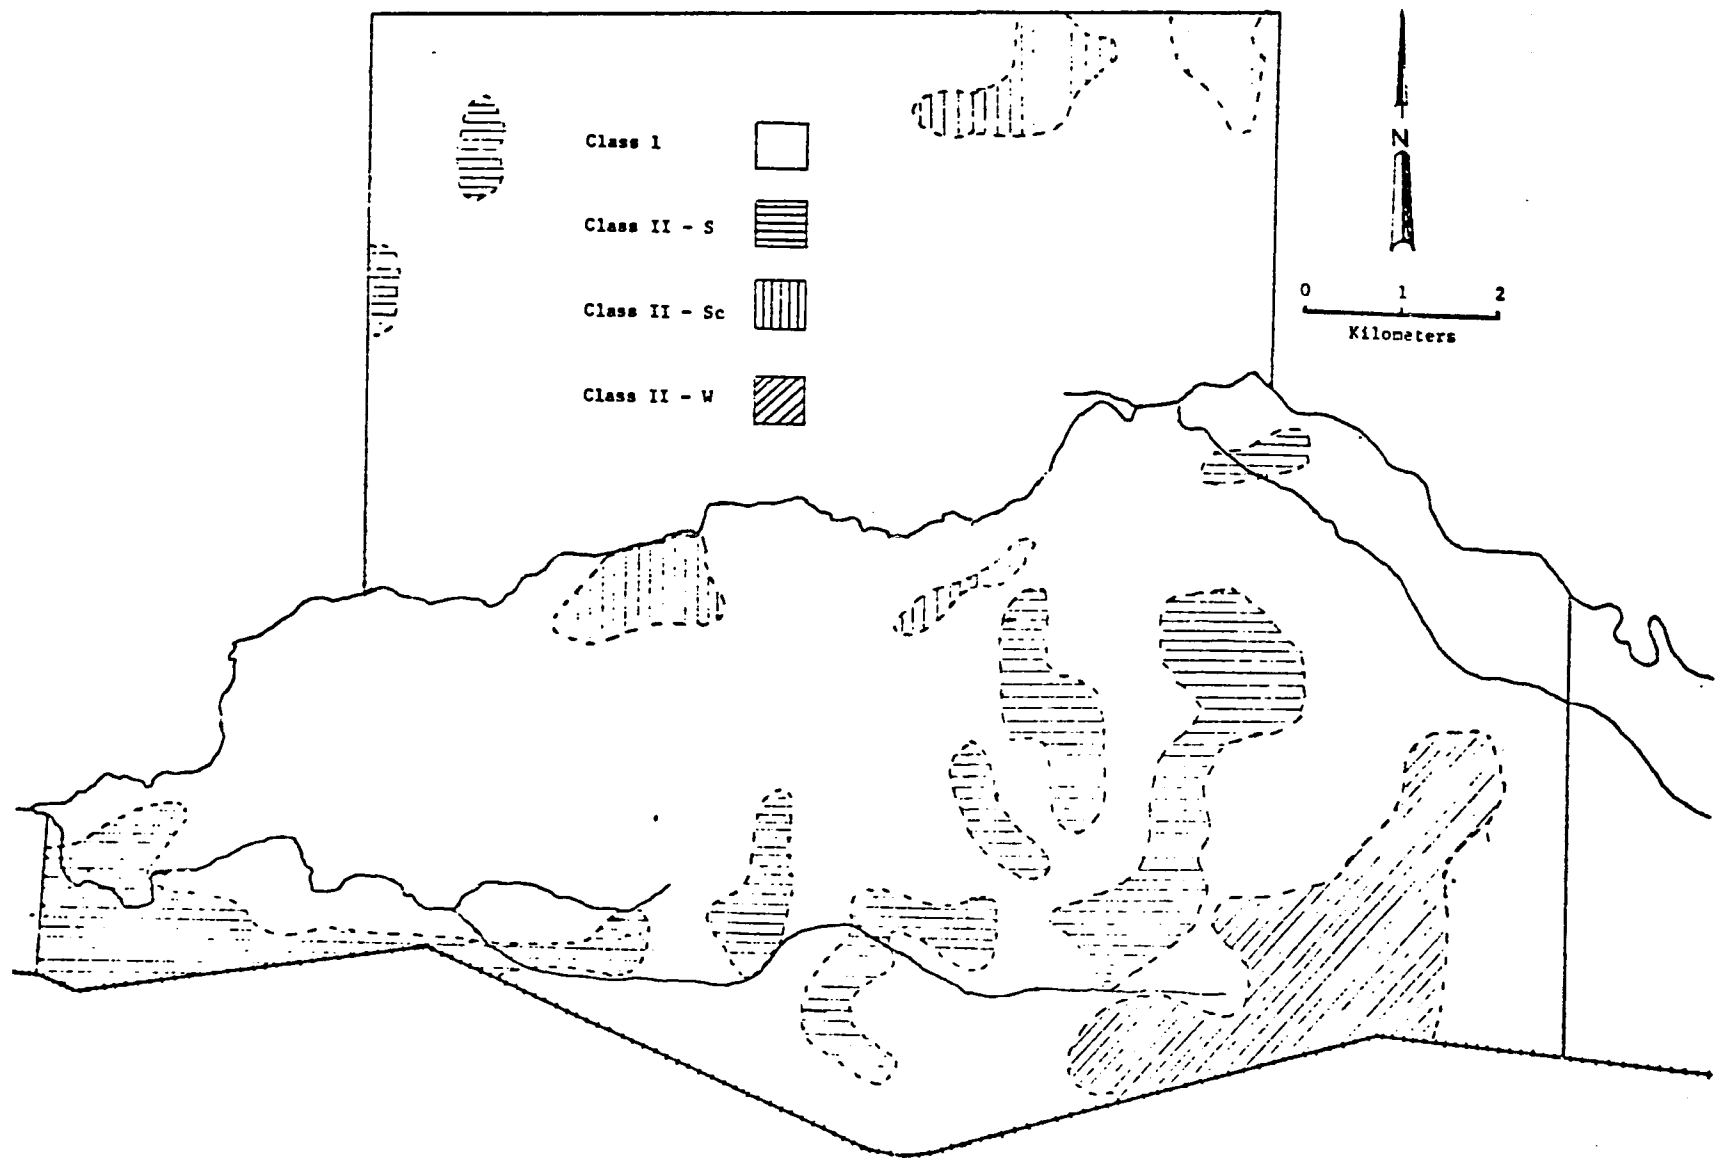 Class 1
Class II - S
Class II - Sc
Class II - W
N
0 1 2
Kilometers